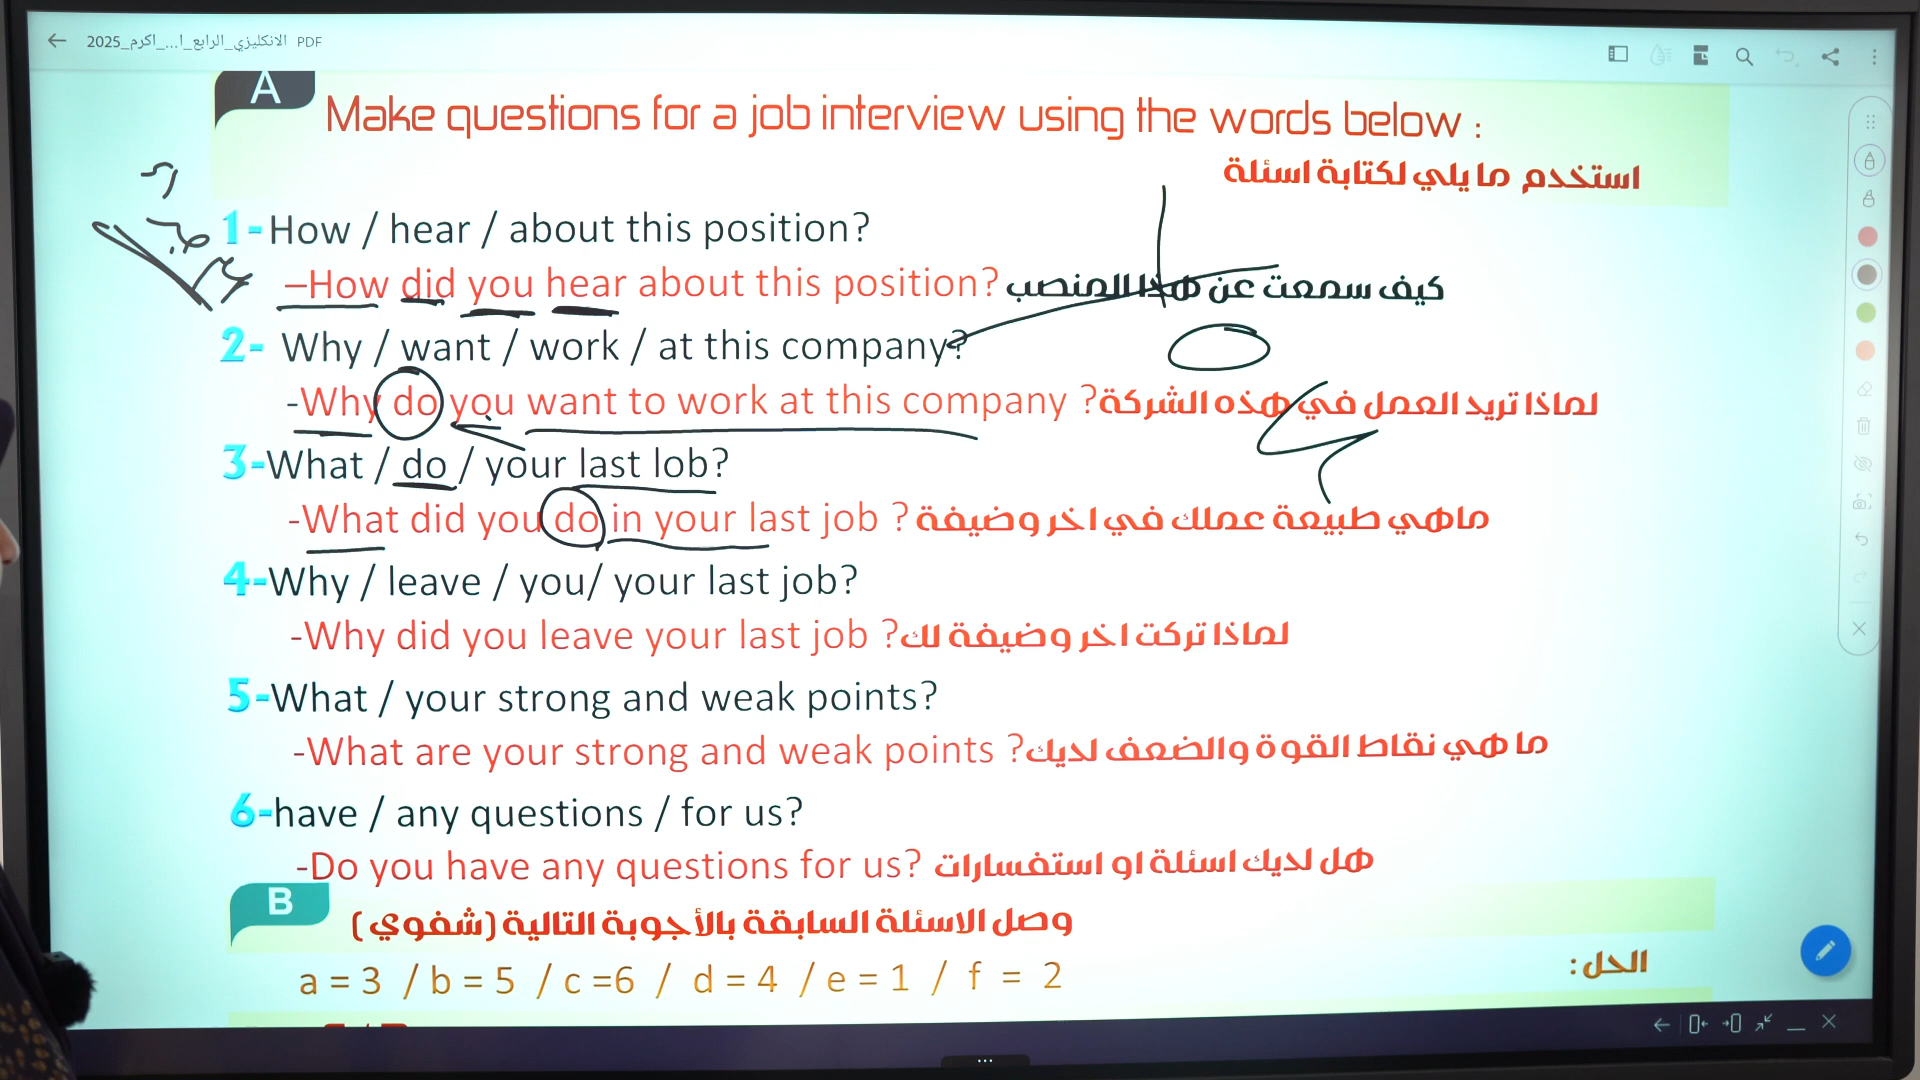 الانكليزي_الرابع_ا..._اكرم_2025 PDF
A
Make questions for a job interview using the words below :
استخدم ما يلي لكتابة اسئلة
1- How / hear / about this position?
–How did you hear about this position? كيف سمعت عن هذا المنصب
2- Why / want / work / at this company?
-Why do you want to work at this company ? لماذا تريد العمل في هذه الشركة
3-What / do / your last lob?
-What did you do in your last job ? ماهي طبيعة عملك في اخر وضيفة
4-Why / leave / you/ your last job?
-Why did you leave your last job ? لماذا تركت اخر وضيفة لك
5-What / your strong and weak points?
-What are your strong and weak points ? ما هي نقاط القوة والضعف لديك
6-have / any questions / for us?
-Do you have any questions for us? هل لديك اسئلة او استفسارات
B
وصل الاسئلة السابقة بالأجوبة التالية (شفوي)
الحل:
a = 3 / b = 5 / c =6 / d = 4 / e = 1 / f = 2